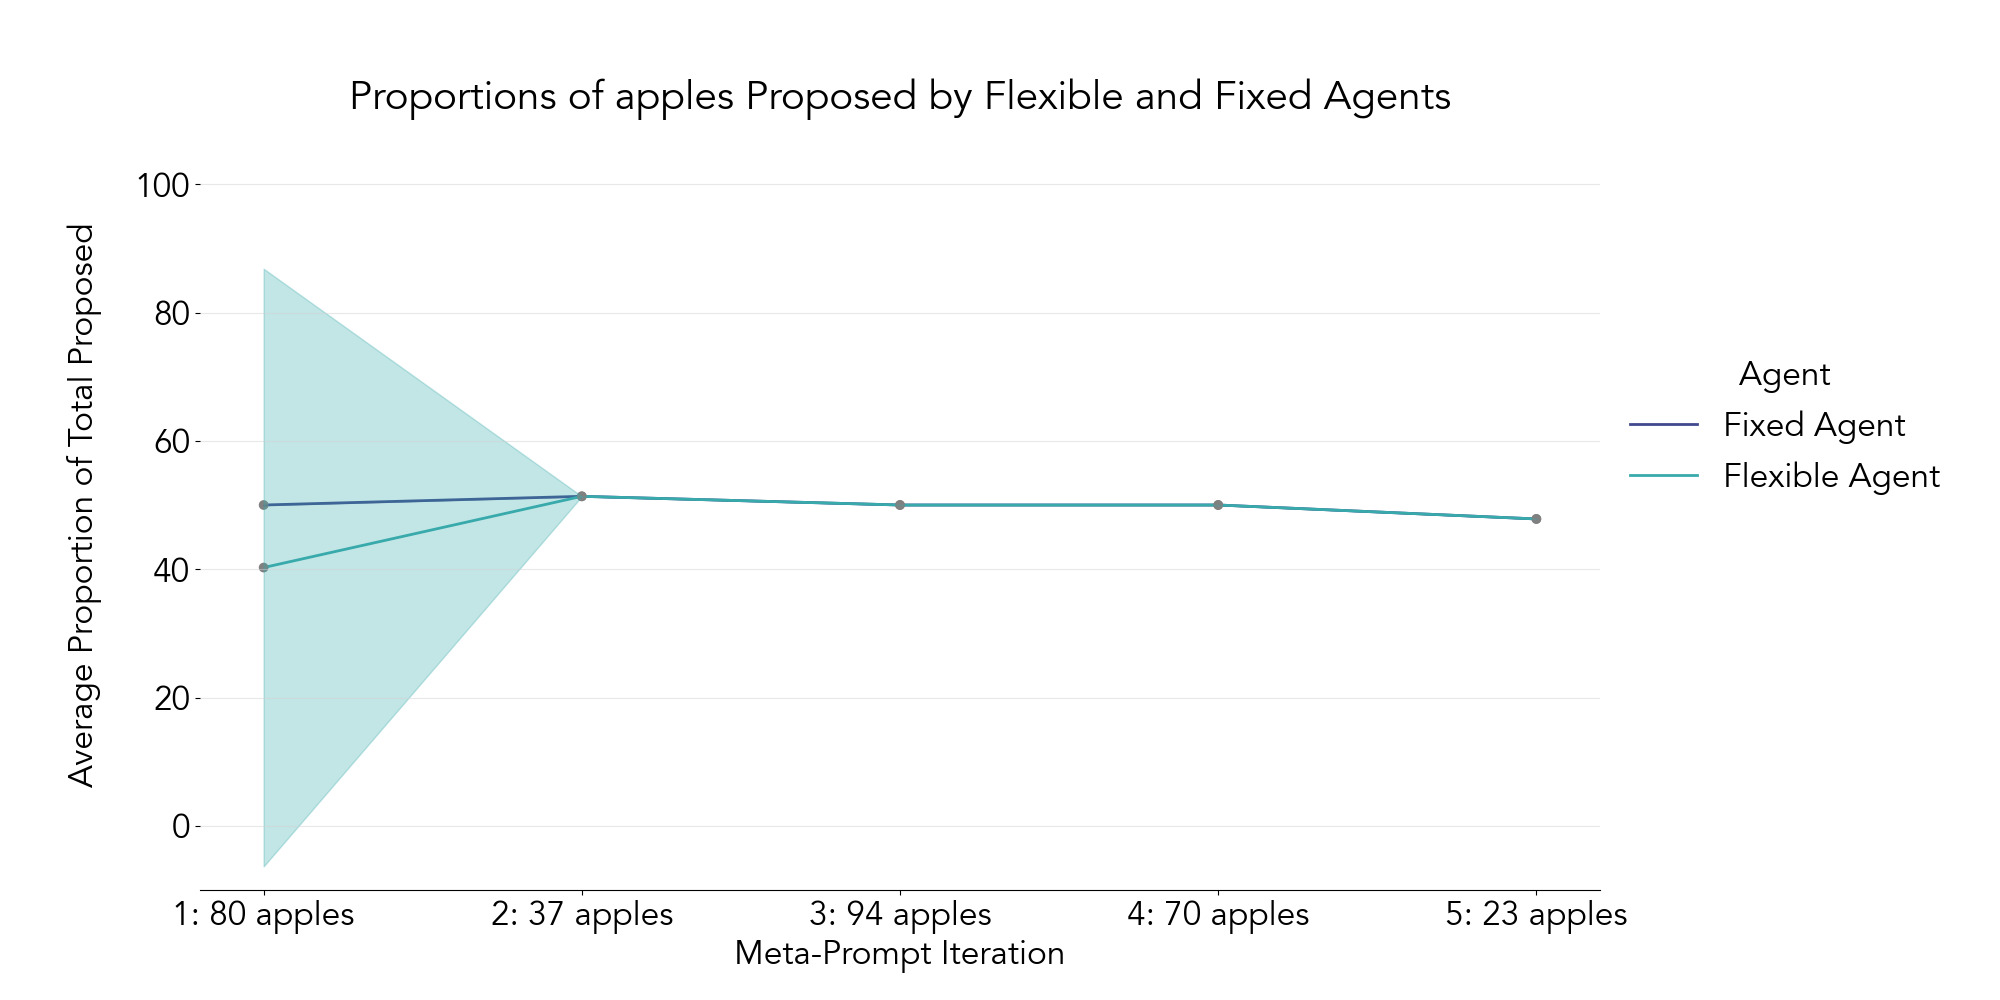 Proportions of apples Proposed by Flexible and Fixed Agents
Average Proportion of Total Proposed
100
80
60
40
20
0
1: 80 apples
2: 37 apples
3: 94 apples
4: 70 apples
5: 23 apples
Meta-Prompt Iteration
Agent
Fixed Agent
Flexible Agent